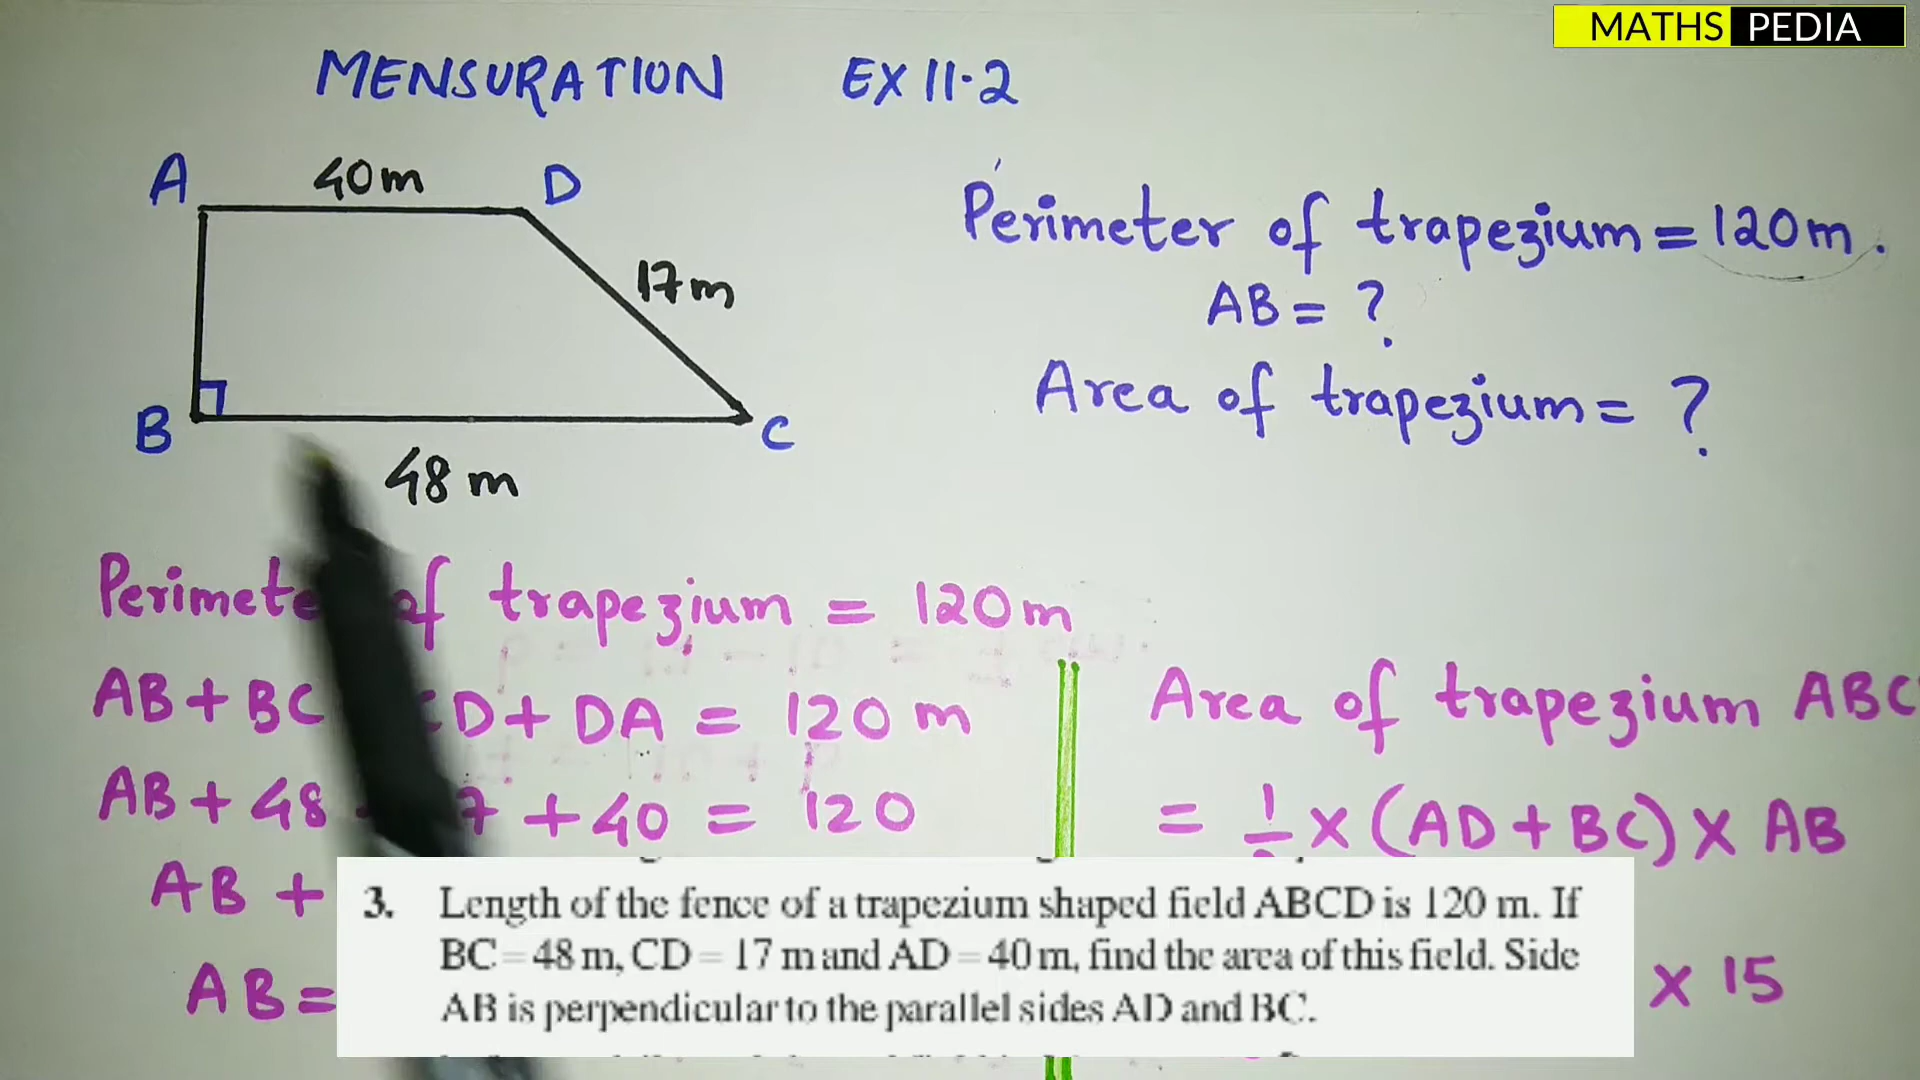 MATHS PEDIA
MENSURATION EX 11.2
A 40m D
17m
B 48 m C
Perimeter of trapezium = 120m.
AB = ?
Area of trapezium = ?
Perimeter of trapezium = 120m
AB + BC CD + DA = 120 m
AB + 48 7 + 40 = 120
AB +
AB =
Area of trapezium ABC
= 1 × (AD + BC) × AB
× 15
3. Length of the fence of a trapezium shaped field ABCD is 120 m. If
BC = 48 m, CD = 17 m and AD = 40 m, find the area of this field. Side
AB is perpendicular to the parallel sides AD and BC.